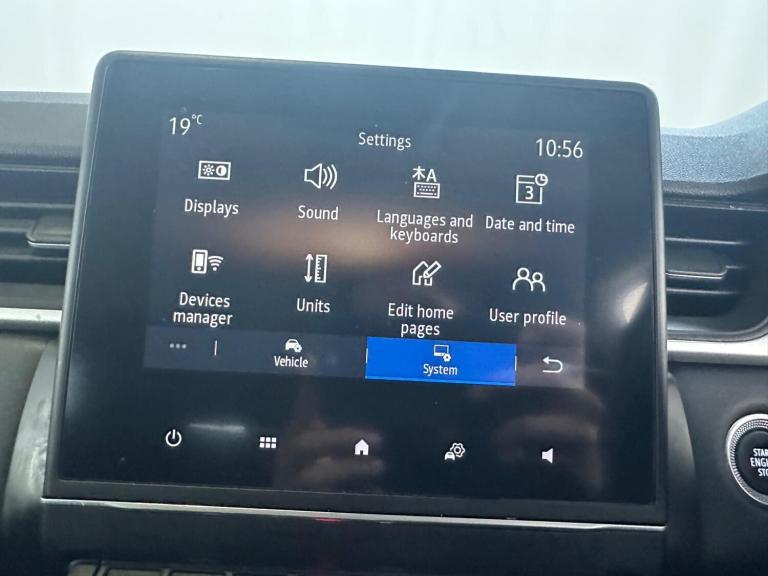 19°C
Settings
10:56
Displays
Sound
Languages and
keyboards
Date and time
Devices
manager
Units
Edit home
pages
User profile
Vehicle
System
START